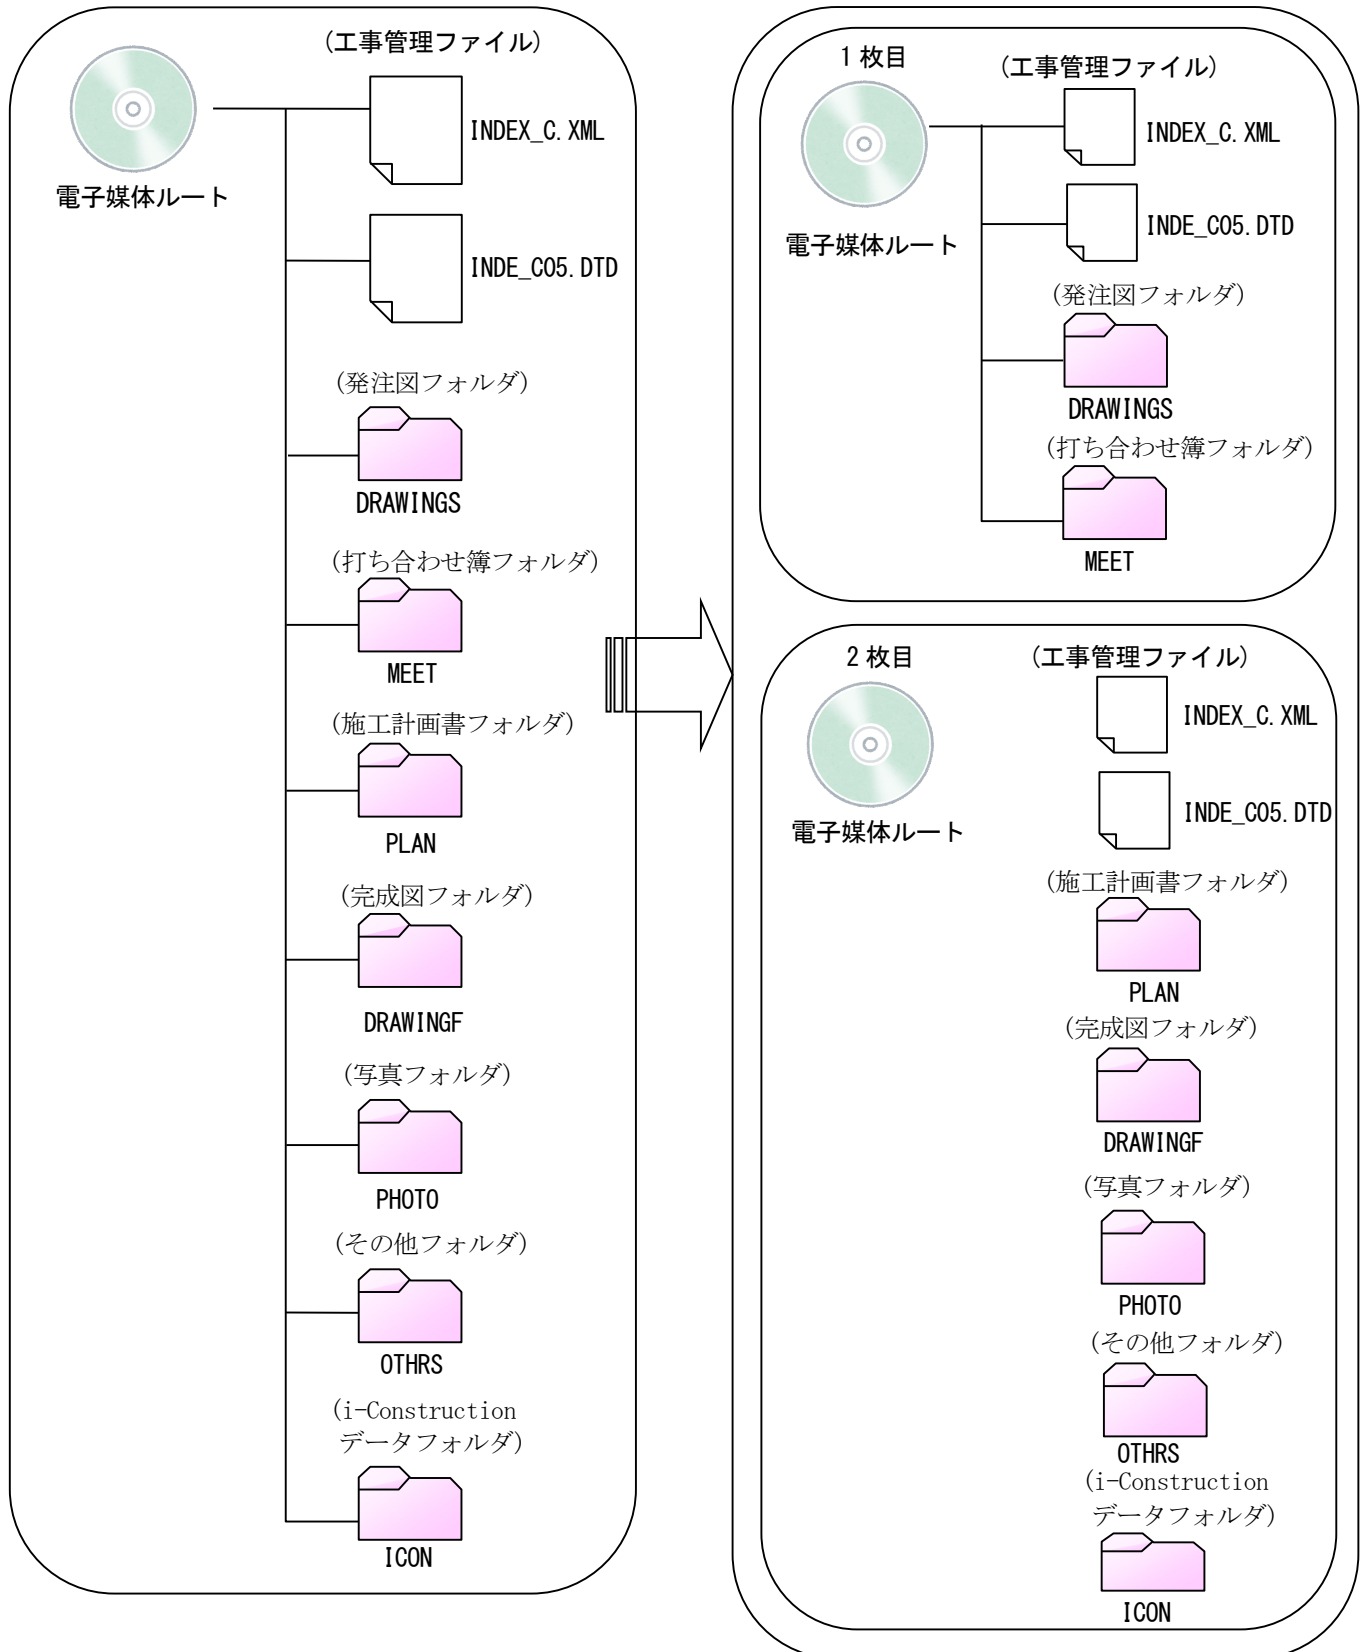 (工事管理ファイル)
INDEX_C.XML
電子媒体ルート
INDE_C05.DTD
(発注図フォルダ)
DRAWINGS
(打ち合わせ簿フォルダ)
MEET
(施工計画書フォルダ)
PLAN
(完成図フォルダ)
DRAWINGF
(写真フォルダ)
PHOTO
(その他フォルダ)
OTHRS
(i-Construction
データフォルダ)
ICON
1枚目
(工事管理ファイル)
INDEX_C.XML
電子媒体ルート
INDE_C05.DTD
(発注図フォルダ)
DRAWINGS
(打ち合わせ簿フォルダ)
MEET
2枚目
(工事管理ファイル)
INDEX_C.XML
電子媒体ルート
INDE_C05.DTD
(施工計画書フォルダ)
PLAN
(完成図フォルダ)
DRAWINGF
(写真フォルダ)
PHOTO
(その他フォルダ)
OTHRS
(i-Construction
データフォルダ)
ICON